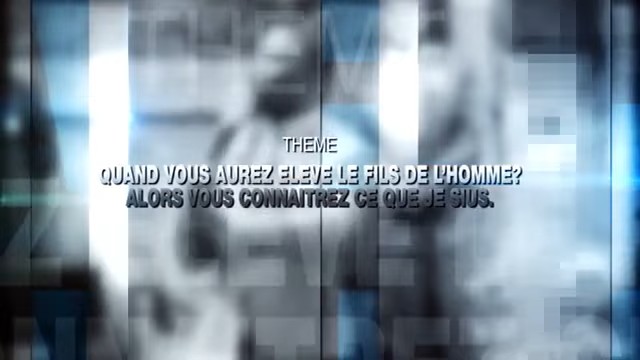 THEME
QUAND VOUS AUREZ ELEVE LE FILS DE L'HOMME?
ALORS VOUS CONNAITREZ CE QUE JE SIUS.